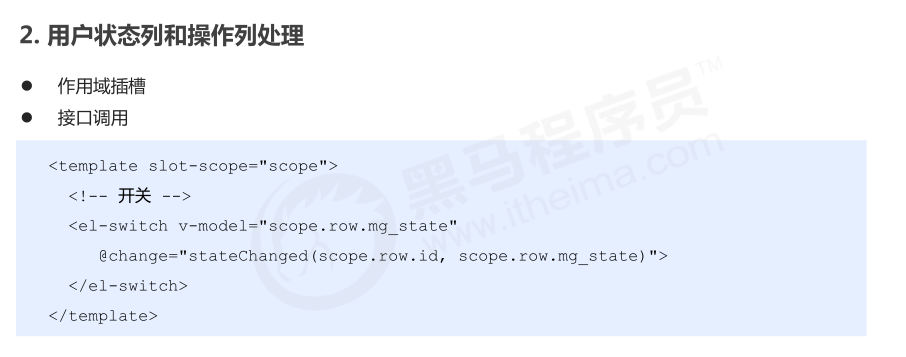 2. 用户状态列和操作列处理
● 作用域插槽
● 接口调用
<template slot-scope="scope">
<!-- 开关 -->
<el-switch v-model="scope.row.mg_state"
@change="stateChanged(scope.row.id, scope.row.mg_state)">
</el-switch>
</template>
黑马程序员™
www.itheima.com